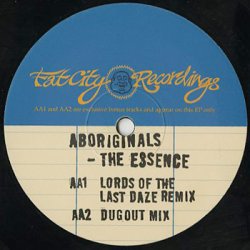 Fat City Recordings
AA1 and AA2 are exclusive bonus tracks and appear on this EP only.
ABORIGINALS
- THE ESSENCE
AA1 LORDS OF THE
LAST DAZE REMIX
AA2 DUGOUT MIX